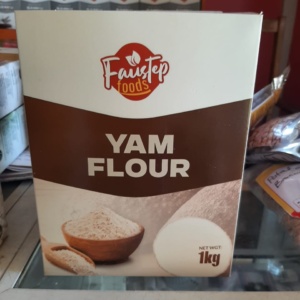 Faustep
foods
YAM
FLOUR
NET WGT:
1kg